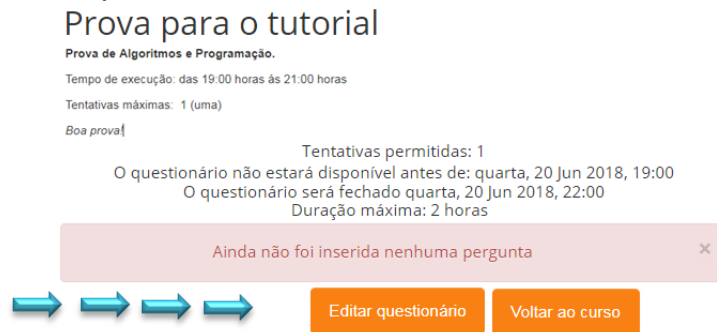 Prova para o tutorial
Prova de Algoritmos e Programação.
Tempo de execução: das 19:00 horas ás 21:00 horas
Tentativas máximas: 1 (uma)
Boa prova!
Tentativas permitidas: 1
O questionário não estará disponível antes de: quarta, 20 Jun 2018, 19:00
O questionário será fechado quarta, 20 Jun 2018, 22:00
Duração máxima: 2 horas
Ainda não foi inserida nenhuma pergunta ×
Editar questionário Voltar ao curso